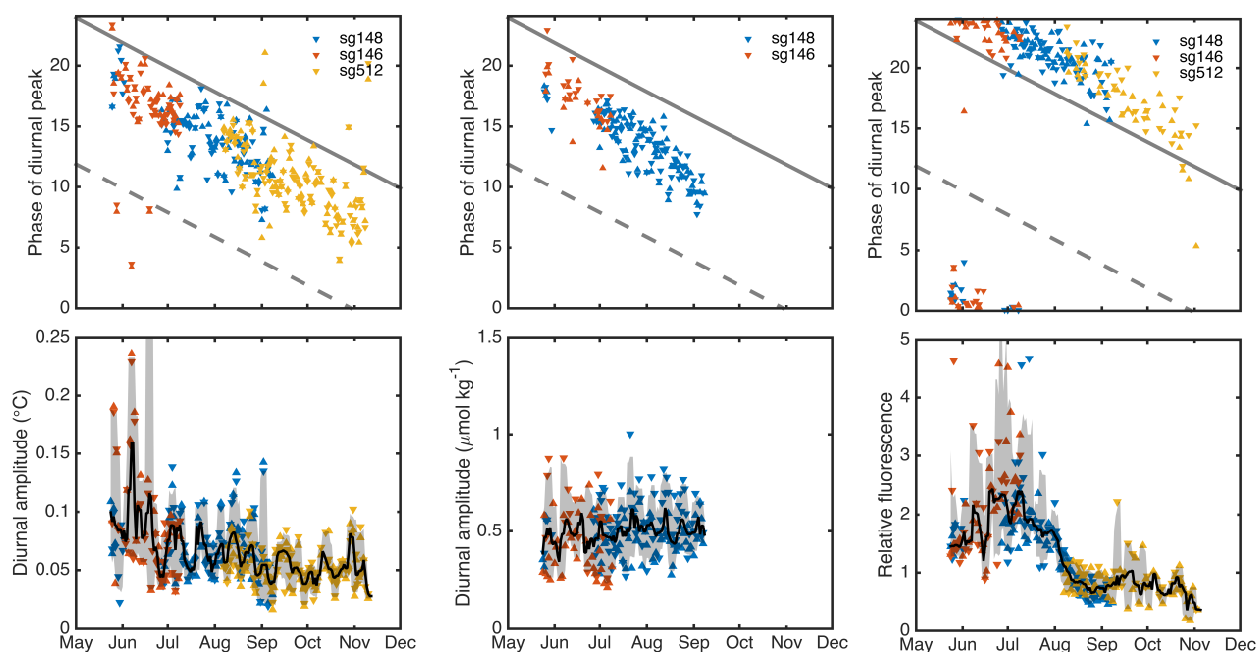 Phase of diurnal peak
20
15
10
5
0
sg148
sg146
sg512
Phase of diurnal peak
20
15
10
5
0
sg148
sg146
Phase of diurnal peak
20
15
10
5
0
sg148
sg146
sg512
Diurnal amplitude (°C)
0.25
0.2
0.15
0.1
0.05
0
May Jun Jul Aug Sep Oct Nov Dec
Diurnal amplitude (μmol kg⁻¹)
1.5
1
0.5
0
May Jun Jul Aug Sep Oct Nov Dec
Relative fluorescence
5
4
3
2
1
0
May Jun Jul Aug Sep Oct Nov Dec